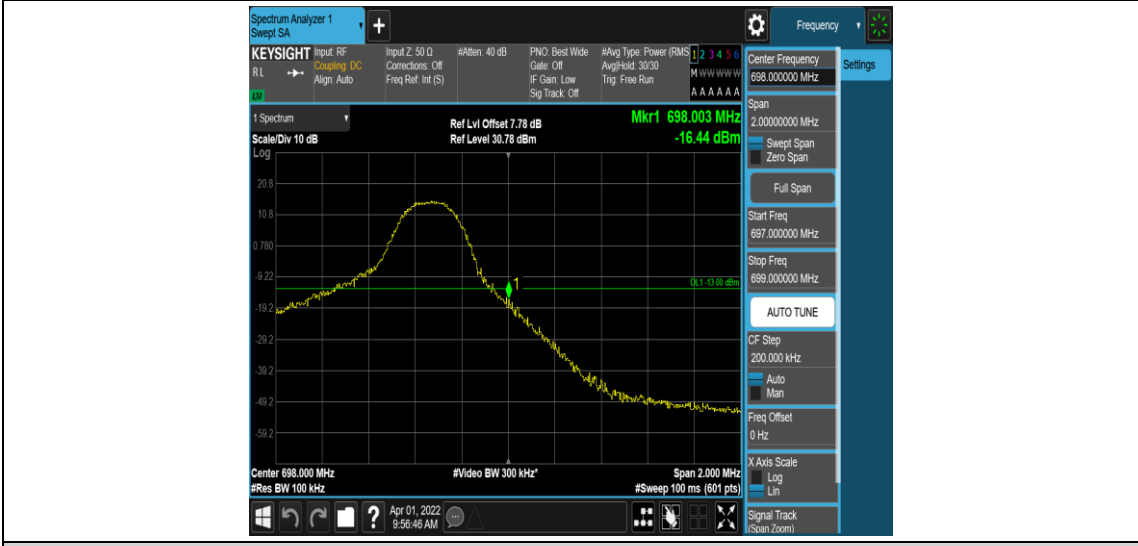 Spectrum Analyzer 1
Swept SA
+
Frequency
KEYSIGHT
RL
LXI
Input: RF
Coupling: DC
Align: Auto
Input Z: 50 Ω
Corrections: Off
Freq Ref: Int (S)
#Atten: 40 dB
PNO: Best Wide
Gate: Off
IF Gain: Low
Sig Track: Off
#Avg Type: Power (RMS
Avg|Hold: 30/30
Trig: Free Run
1 2 3 4 5 6
M W W W W W
A A A A A A
Center Frequency
698.000000 MHz
Settings
Span
2.00000000 MHz
Swept Span
Zero Span
Full Span
Start Freq
697.000000 MHz
Stop Freq
699.000000 MHz
AUTO TUNE
CF Step
200.000 kHz
Auto
Man
Freq Offset
0 Hz
X Axis Scale
Log
Lin
Signal Track
(Span Zoom)
1 Spectrum
Scale/Div 10 dB
Log
Ref Lvl Offset 7.78 dB
Ref Level 30.78 dBm
Mkr1 698.003 MHz
-16.44 dBm
20.8
10.8
0.780
-9.22
-19.2
-29.2
-39.2
-49.2
-59.2
1
DL1 -13.00 dBm
Center 698.000 MHz
#Res BW 100 kHz
#Video BW 300 kHz*
Span 2.000 MHz
#Sweep 100 ms (601 pts)
?
Apr 01, 2022
9:56:46 AM